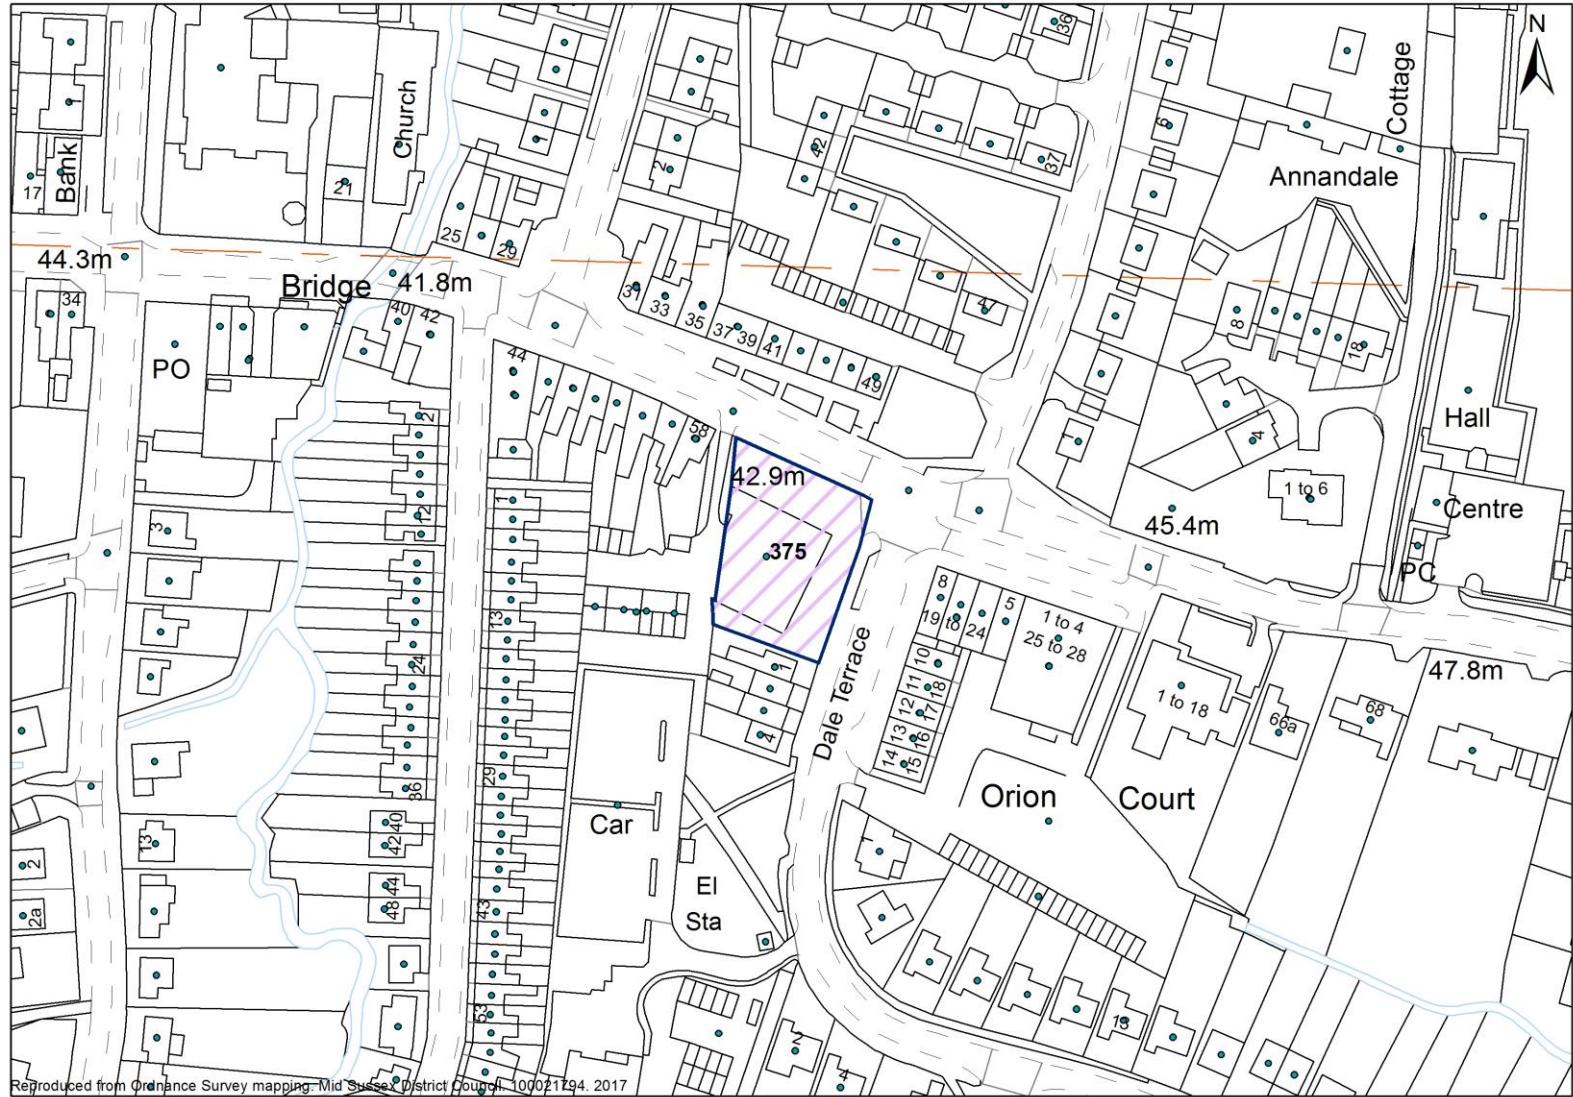 N
36
Cottage
1
Church
6
Bank
1
42
2
37
Annandale
17
21
25
29
44.3m
Bridge
41.8m
31
33
35
37
39
41
49
47
8
18
34
40
42
PO
44
58
1
4
Hall
2
42.9m
1 to 6
Centre
45.4m
1
12
3
375
PC
8
5
19 to 24
1 to 4
25 to 28
13
24
1
10
11
18
12
17
13
16
14
15
1 to 18
66a
68
47.8m
Dale Terrace
4
29
36
Orion
Court
Car
40
42
13
1
2
44
48
El
Sta
2a
43
53
13
2
4
Reproduced from Ordnance Survey mapping. Mid Sussex District Council. 100021794. 2017